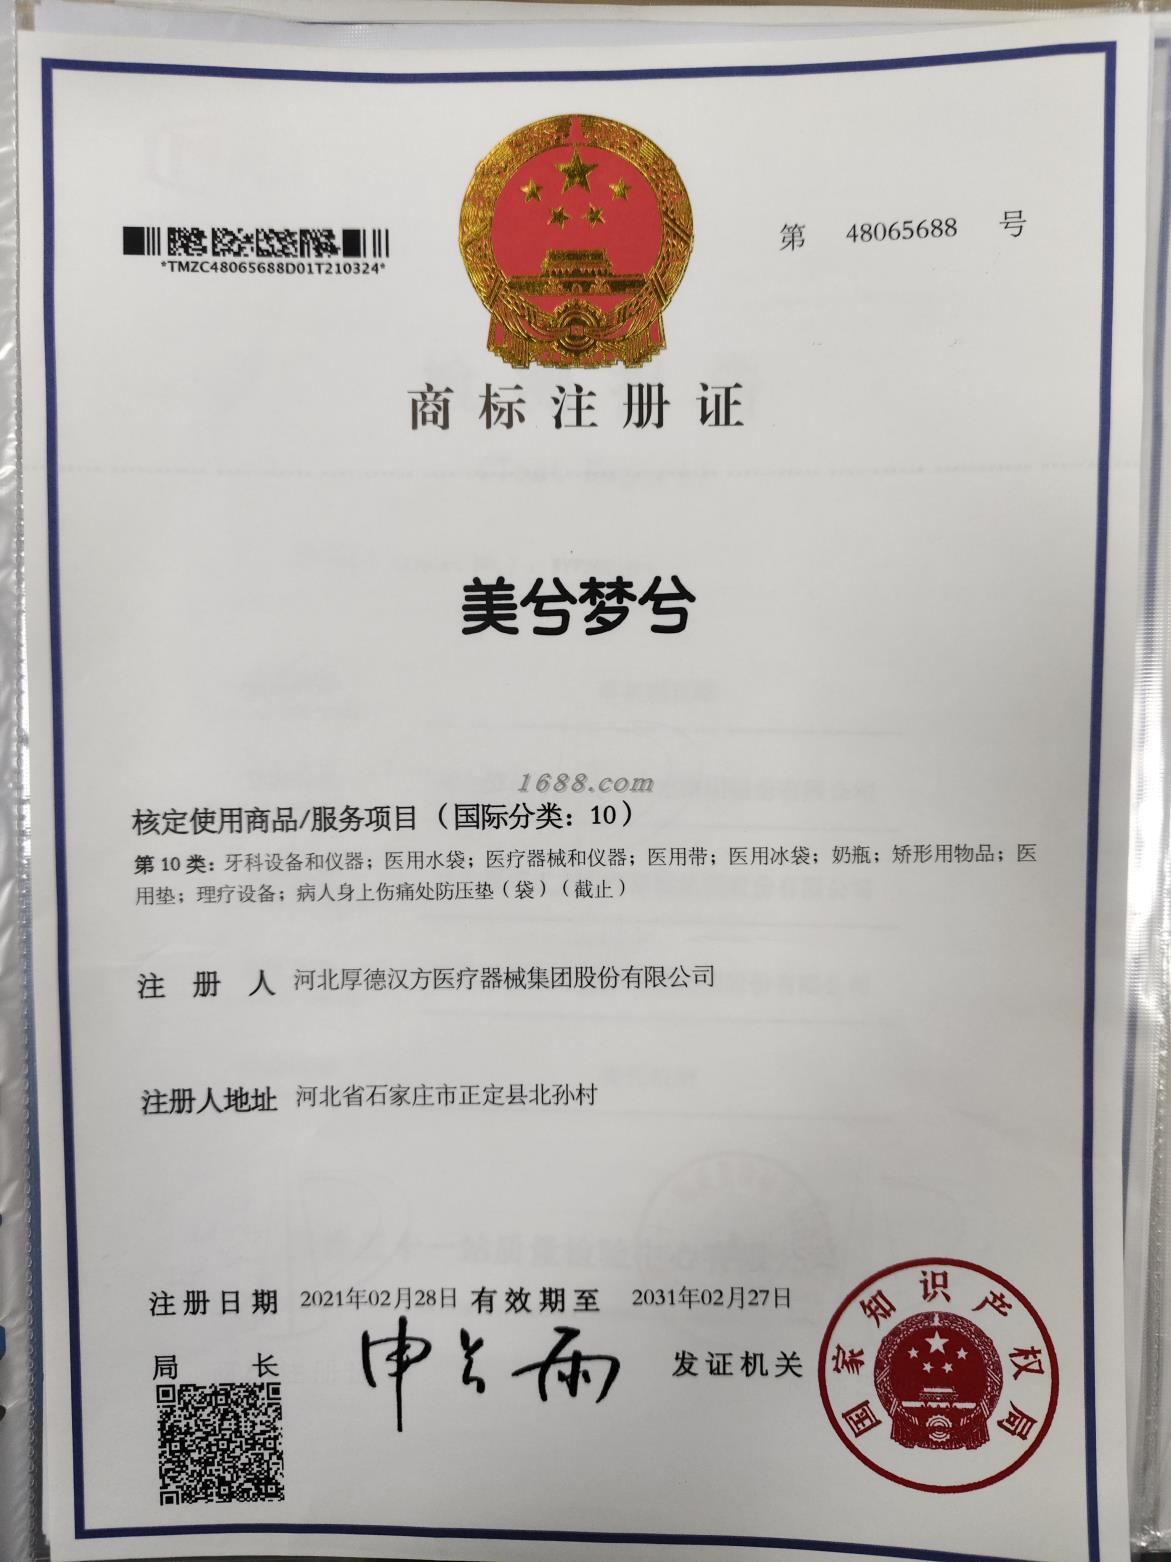 第 48065688 号
*TMZC48065688D01T210324*
商标注册证
美兮梦兮
1688.com
核定使用商品/服务项目（国际分类：10）
第10类：牙科设备和仪器；医用水袋；医疗器械和仪器；医用带；医用冰袋；奶瓶；矫形用物品；医
用垫；理疗设备；病人身上伤痛处防压垫（袋）（截止）
注册人 河北厚德汉方医疗器械集团股份有限公司
注册人地址 河北省石家庄市正定县北孙村
注册日期 2021年02月28日 有效期至 2031年02月27日
局长 申长雨 发证机关
国家知识产权局